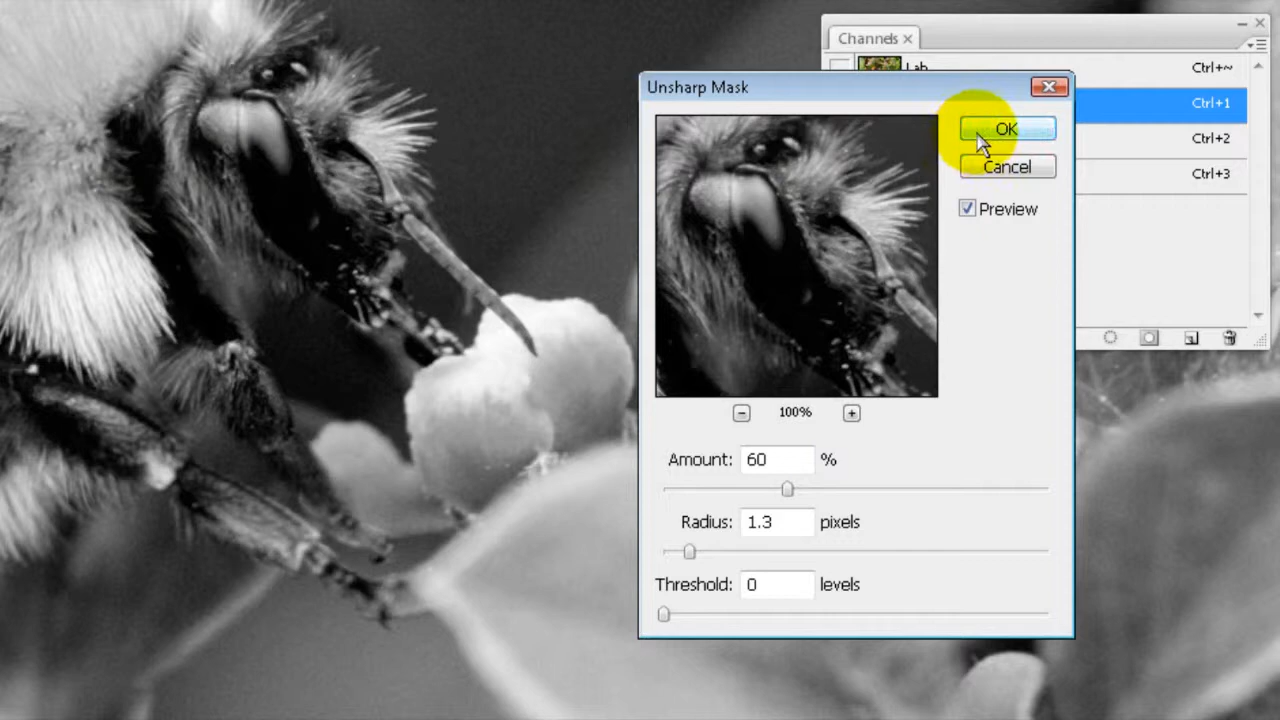 Channels
Lab
Ctrl+~
Unsharp Mask
Ctrl+1
OK
Ctrl+2
Cancel
Ctrl+3
Preview
100%
Amount: 60 %
Radius: 1.3 pixels
Threshold: 0 levels